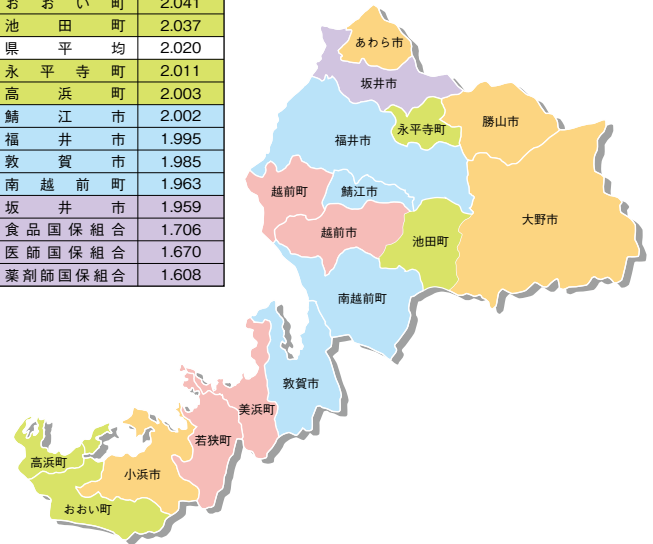 おおい町 2.041
池田町 2.037
県平均 2.020
永平寺町 2.011
高浜町 2.003
鯖江市 2.002
福井市 1.995
敦賀市 1.985
南越前町 1.963
坂井市 1.959
食品国保組合 1.706
医師国保組合 1.670
薬剤師国保組合 1.608
あわら市
坂井市
永平寺町
勝山市
福井市
越前町
鯖江市
大野市
越前市
池田町
南越前町
敦賀市
美浜町
若狭町
高浜町
小浜市
おおい町